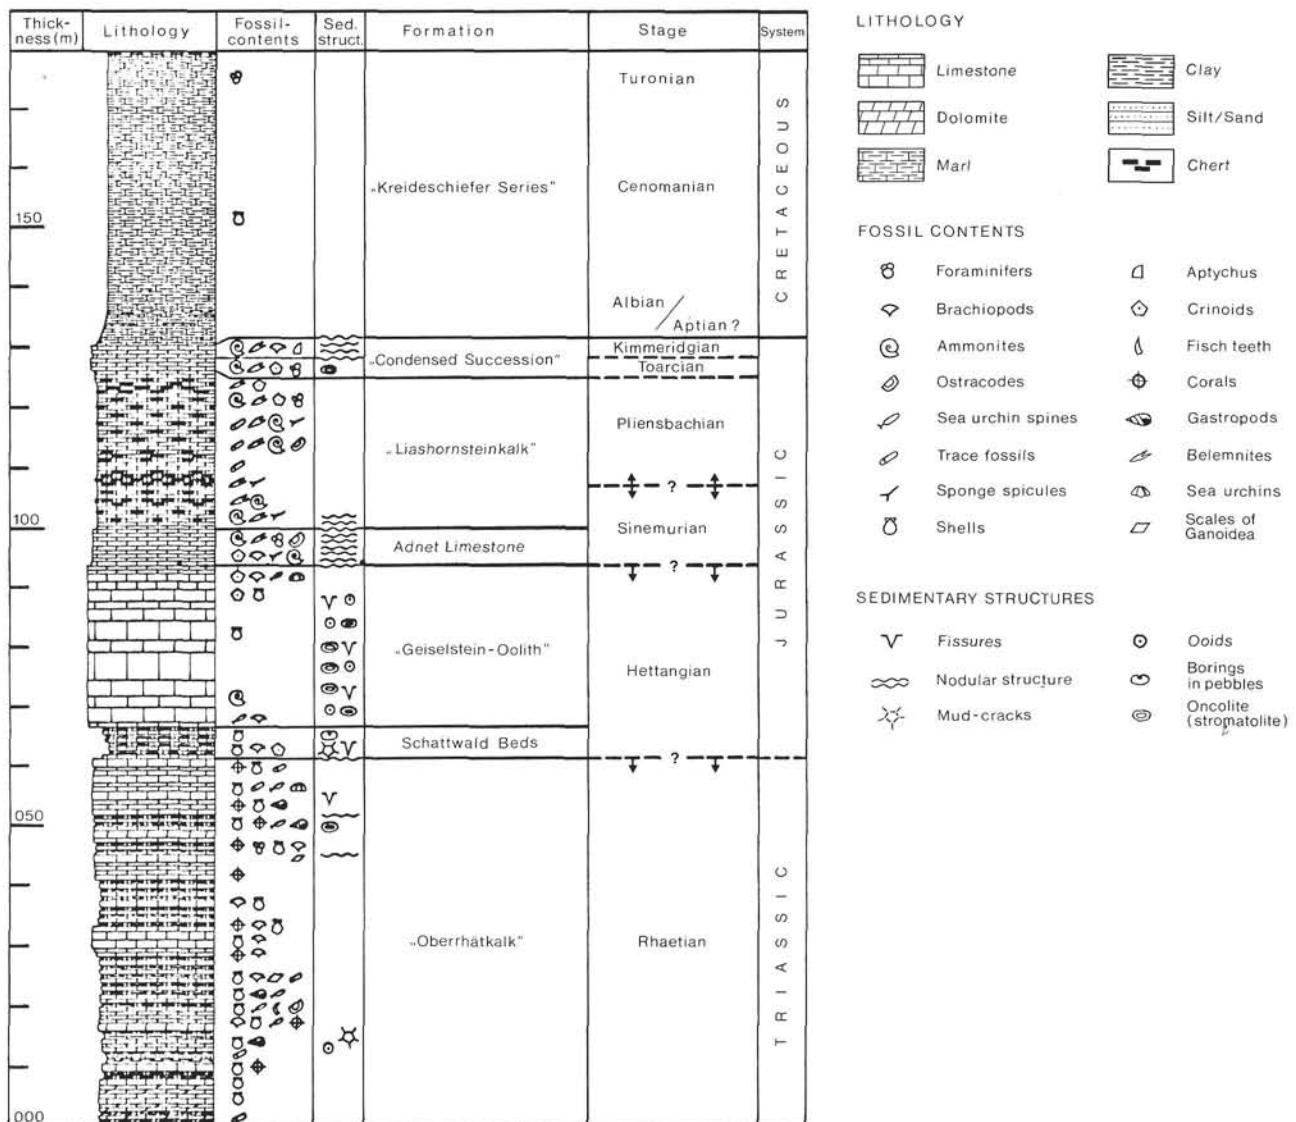 Thick-
ness (m)
Lithology
Fossil-
contents
Sed.
struct.
Formation
Stage
System
150
100
050
000
„Kreideschiefer Series"
„Condensed Succession"
„Liashornsteinkalk"
Adnet Limestone
„Geiselstein-Oolith"
Schattwald Beds
„Oberrhätkalk"
Turonian
Cenomanian
Albian
Aptian ?
Kimmeridgian
Toarcian
Pliensbachian
?
Sinemurian
?
Hettangian
?
Rhaetian
CRETACEOUS
JURASSIC
TRIASSIC
LITHOLOGY
Limestone
Clay
Dolomite
Silt/Sand
Marl
Chert
FOSSIL CONTENTS
Foraminifers
Aptychus
Brachiopods
Crinoids
Ammonites
Fisch teeth
Ostracodes
Corals
Sea urchin spines
Gastropods
Trace fossils
Belemnites
Sponge spicules
Sea urchins
Shells
Scales of
Ganoidea
SEDIMENTARY STRUCTURES
Fissures
Ooids
Nodular structure
Borings
in pebbles
Mud-cracks
Oncolite
(stromatolite)